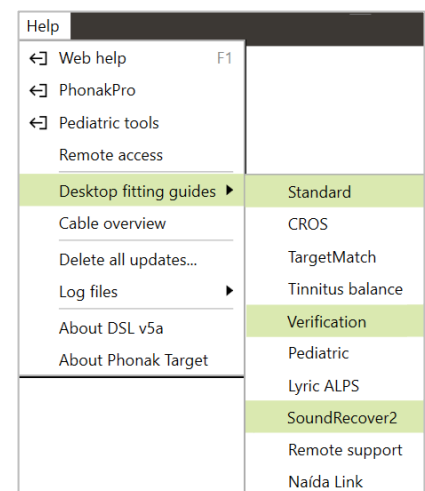 Help
Web help F1
PhonakPro
Pediatric tools
Remote access
Desktop fitting guides
Cable overview
Delete all updates...
Log files
About DSL v5a
About Phonak Target
Standard
CROS
TargetMatch
Tinnitus balance
Verification
Pediatric
Lyric ALPS
SoundRecover2
Remote support
Naída Link